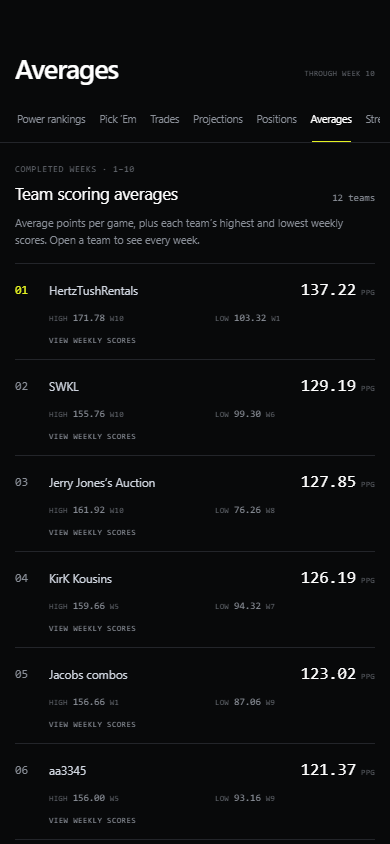 Averages
THROUGH WEEK 10
Power rankings Pick 'Em Trades Projections Positions Averages Stre
COMPLETED WEEKS · 1–10
Team scoring averages
12 teams
Average points per game, plus each team's highest and lowest weekly
scores. Open a team to see every week.
01 HertzTushRentals 137.22 PPG
HIGH 171.78 W10 LOW 103.32 W1
VIEW WEEKLY SCORES
02 SWKL 129.19 PPG
HIGH 155.76 W10 LOW 99.30 W6
VIEW WEEKLY SCORES
03 Jerry Jones's Auction 127.85 PPG
HIGH 161.92 W10 LOW 76.26 W8
VIEW WEEKLY SCORES
04 KirK Kousins 126.19 PPG
HIGH 159.66 W5 LOW 94.32 W7
VIEW WEEKLY SCORES
05 Jacobs combos 123.02 PPG
HIGH 156.66 W1 LOW 87.06 W9
VIEW WEEKLY SCORES
06 aa3345 121.37 PPG
HIGH 156.00 W5 LOW 93.16 W9
VIEW WEEKLY SCORES